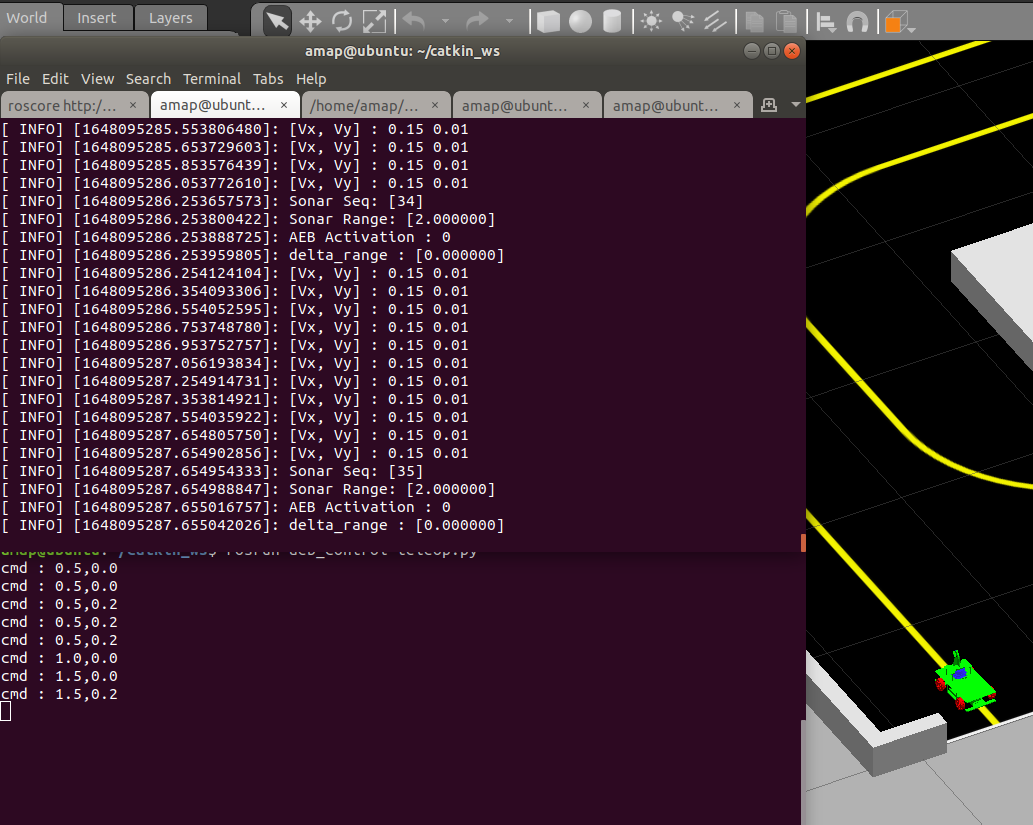 World Insert Layers
amap@ubuntu: ~/catkin_ws
File Edit View Search Terminal Tabs Help
roscore http:/... × amap@ubunt... × /home/amap/... × amap@ubunt... × amap@ubunt... ×
[ INFO] [1648095285.553806480]: [Vx, Vy] : 0.15 0.01
[ INFO] [1648095285.653729603]: [Vx, Vy] : 0.15 0.01
[ INFO] [1648095285.853576439]: [Vx, Vy] : 0.15 0.01
[ INFO] [1648095286.053772610]: [Vx, Vy] : 0.15 0.01
[ INFO] [1648095286.253657573]: Sonar Seq: [34]
[ INFO] [1648095286.253800422]: Sonar Range: [2.000000]
[ INFO] [1648095286.253888725]: AEB Activation : 0
[ INFO] [1648095286.253959805]: delta_range : [0.000000]
[ INFO] [1648095286.254124104]: [Vx, Vy] : 0.15 0.01
[ INFO] [1648095286.354093306]: [Vx, Vy] : 0.15 0.01
[ INFO] [1648095286.554052595]: [Vx, Vy] : 0.15 0.01
[ INFO] [1648095286.753748780]: [Vx, Vy] : 0.15 0.01
[ INFO] [1648095286.953752757]: [Vx, Vy] : 0.15 0.01
[ INFO] [1648095287.056193834]: [Vx, Vy] : 0.15 0.01
[ INFO] [1648095287.254914731]: [Vx, Vy] : 0.15 0.01
[ INFO] [1648095287.353814921]: [Vx, Vy] : 0.15 0.01
[ INFO] [1648095287.554035922]: [Vx, Vy] : 0.15 0.01
[ INFO] [1648095287.654805750]: [Vx, Vy] : 0.15 0.01
[ INFO] [1648095287.654902856]: [Vx, Vy] : 0.15 0.01
[ INFO] [1648095287.654954333]: Sonar Seq: [35]
[ INFO] [1648095287.654988847]: Sonar Range: [2.000000]
[ INFO] [1648095287.655016757]: AEB Activation : 0
[ INFO] [1648095287.655042026]: delta_range : [0.000000]
amap@ubuntu:~/catkin_ws$ rosrun aeb_control teleop.py
cmd : 0.5,0.0
cmd : 0.5,0.0
cmd : 0.5,0.2
cmd : 0.5,0.2
cmd : 0.5,0.2
cmd : 1.0,0.0
cmd : 1.5,0.0
cmd : 1.5,0.2